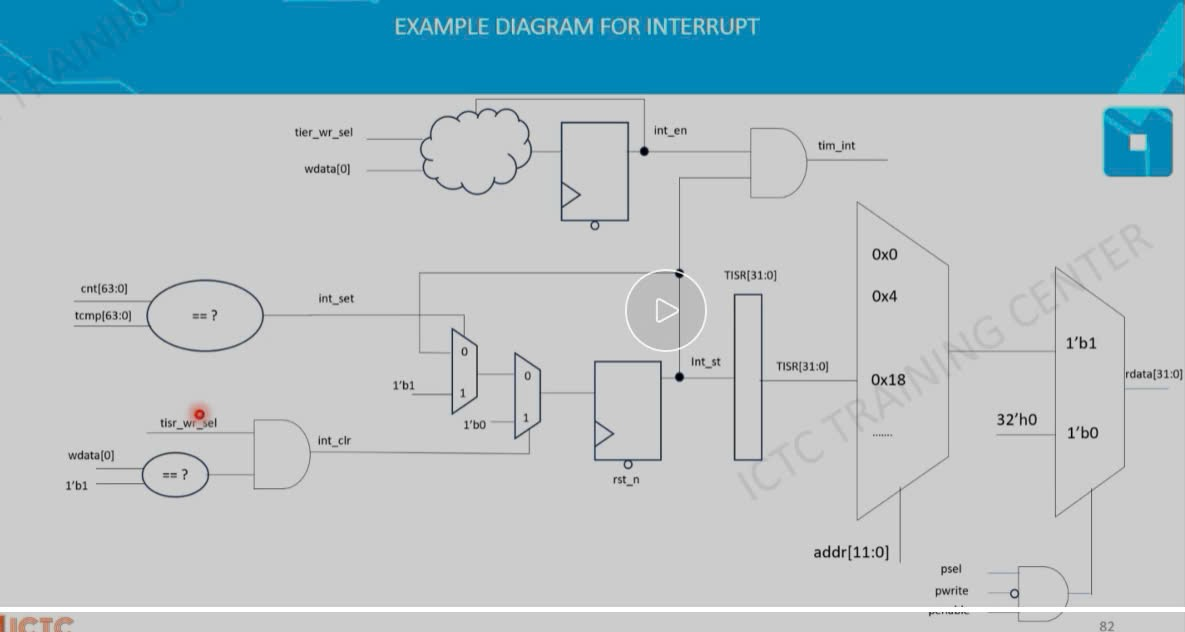 EXAMPLE DIAGRAM FOR INTERRUPT
tier_wr_sel
wdata[0]
int_en
tim_int
cnt[63:0]
tcmp[63:0]
== ?
int_set
TISR[31:0]
0x0
0x4
0x18
.......
0
1
1'b1
0
1
1'b0
Int_st
TISR[31:0]
1'b1
1'b0
32'h0
rdata[31:0]
tisr_wr_sel
wdata[0]
1'b1
== ?
int_clr
rst_n
addr[11:0]
psel
pwrite
penable
ICTC TRAINING CENTER
TRAINING
ICTC
82